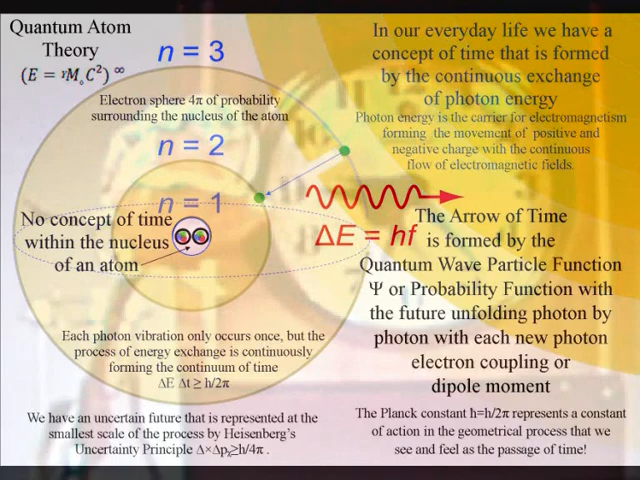 Quantum Atom
Theory
(E = γM˳C²) ∞
n = 3
Electron sphere 4π of probability
surrounding the nucleus of the atom
n = 2
n = 1
No concept of time
within the nucleus
of an atom
Each photon vibration only occurs once, but the
process of energy exchange is continuously
forming the continuum of time
ΔE Δt ≥ h/2π
We have an uncertain future that is represented at the
smallest scale of the process by Heisenberg's
Uncertainty Principle Δ×Δpₓ≥h/4π .
In our everyday life we have a
concept of time that is formed
by the continuous exchange
of photon energy
Photon energy is the carrier for electromagnetism
forming the movement of positive and
negative charge with the continuous
flow of electromagnetic fields.
ΔE = hf
The Arrow of Time
is formed by the
Quantum Wave Particle Function
Ψ or Probability Function with
the future unfolding photon by
photon with each new photon
electron coupling or
dipole moment
The Planck constant ħ=h/2π represents a constant
of action in the geometrical process that we
see and feel as the passage of time!